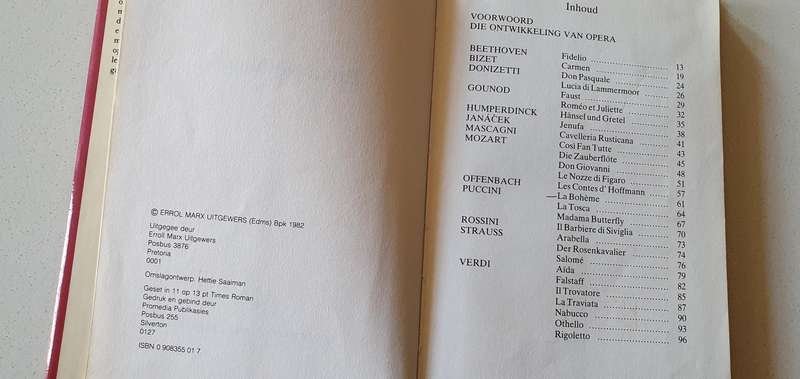 © ERROL MARX UITGEWERS (Edms) Bpk 1982
Uitgegee deur
Erroll Marx Uitgewers
Posbus 3876
Pretoria
0001
Omslagontwerp: Hettie Saaiman
Geset in 11 op 13 pt Times Roman
Gedruk en gebind deur
Promedia Publikasies
Posbus 255
Silverton
0127
ISBN 0 908355 01 7
Inhoud
VOORWOORD
DIE ONTWIKKELING VAN OPERA
BEETHOVEN Fidelio 13
BIZET Carmen 19
DONIZETTI Don Pasquale 24
Lucia di Lammermoor 26
GOUNOD Faust 29
Roméo et Juliette 32
HUMPERDINCK Hänsel und Gretel 35
JANÁČEK Jenufa 38
MASCAGNI Cavelleria Rusticana 41
MOZART Cosi Fan Tutte 43
Die Zauberflöte 45
Don Giovanni 48
Le Nozze di Figaro 51
OFFENBACH Les Contes d' Hoffmann 57
PUCCINI —La Bohème 61
La Tosca 64
Madama Butterfly 67
ROSSINI Il Barbiere di Siviglia 70
STRAUSS Arabella 73
Der Rosenkavalier 74
Salomé 76
VERDI Aïda 79
Falstaff 82
Il Trovatore 85
La Traviata 87
Nabucco 90
Othello 93
Rigoletto 96